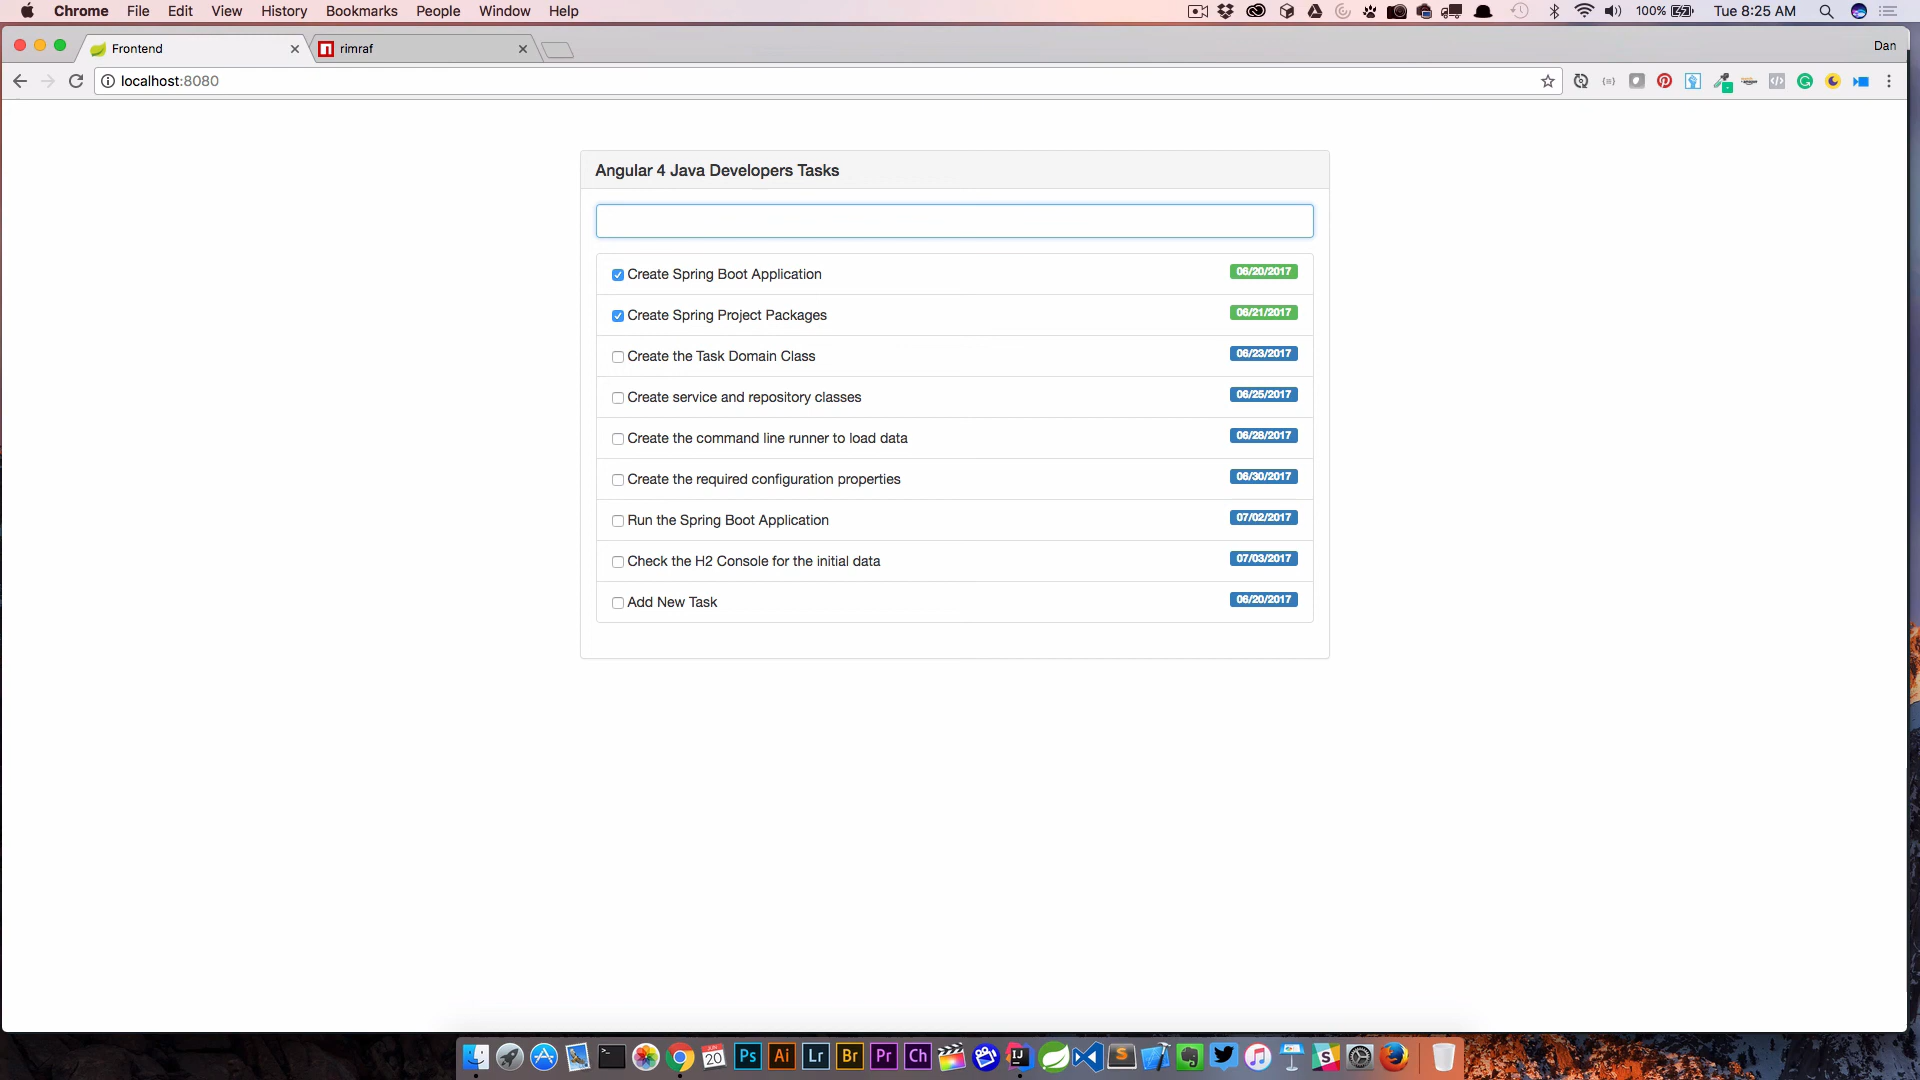 Chrome File Edit View History Bookmarks People Window Help 100% Tue 8:25 AM
Frontend rimraf Dan
localhost:8080
Angular 4 Java Developers Tasks
Create Spring Boot Application 06/20/2017
Create Spring Project Packages 06/21/2017
Create the Task Domain Class 06/23/2017
Create service and repository classes 06/25/2017
Create the command line runner to load data 06/28/2017
Create the required configuration properties 06/30/2017
Run the Spring Boot Application 07/02/2017
Check the H2 Console for the initial data 07/03/2017
Add New Task 06/20/2017
JUN 20 Ps Ai Lr Br Pr Ch IJ S S